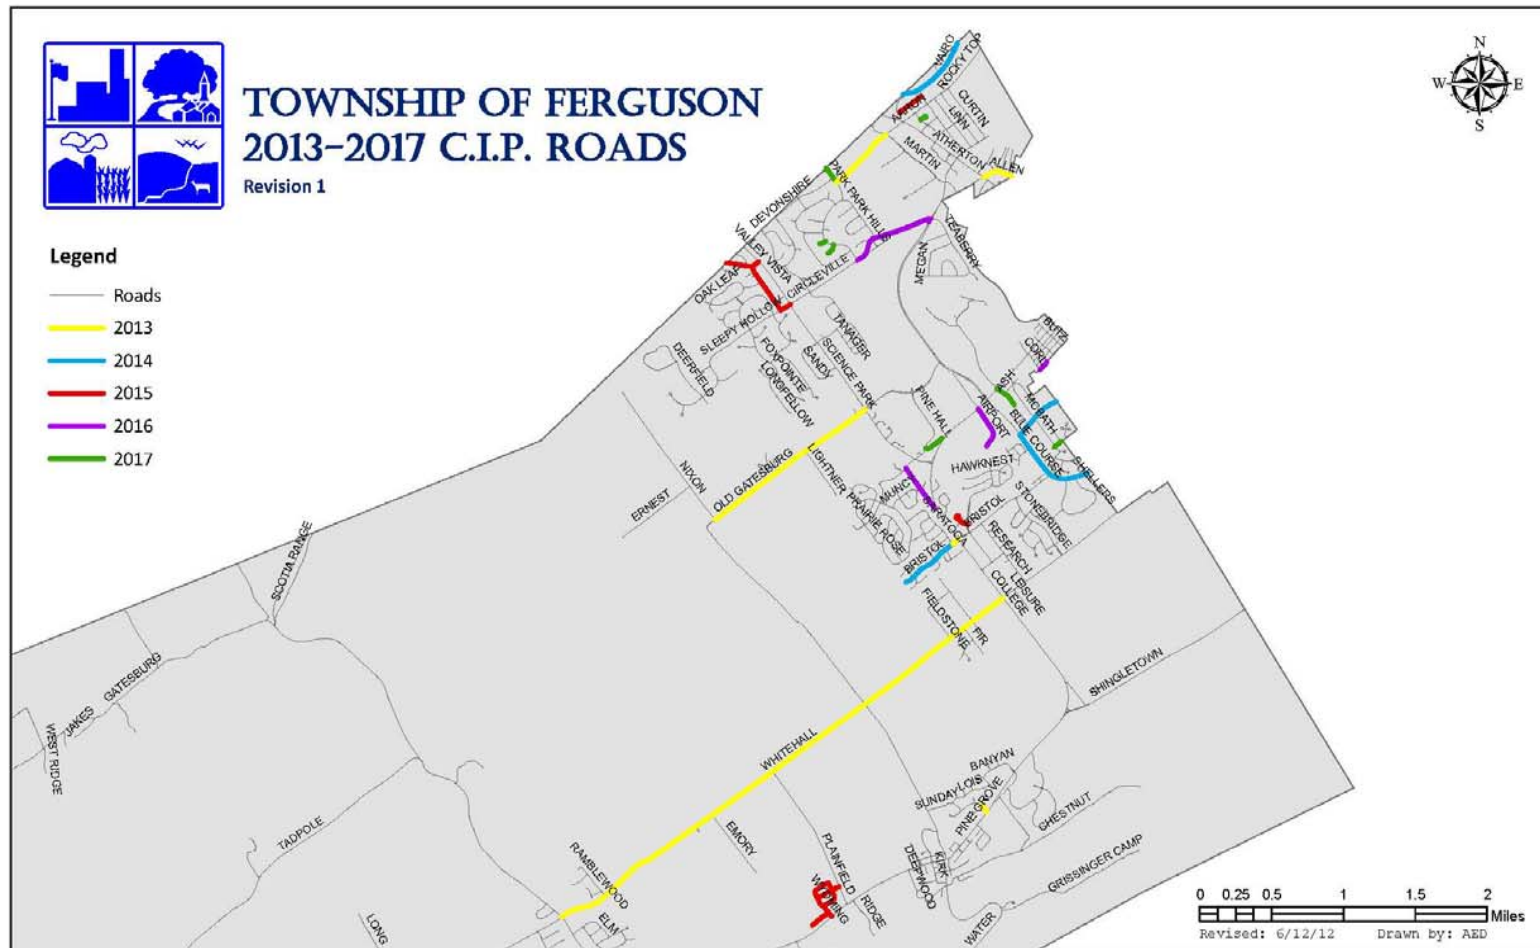 TOWNSHIP OF FERGUSON
2013-2017 C.I.P. ROADS
Revision 1
N
W
E
S
Legend
Roads
2013
2014
2015
2016
2017
VAIRO
ROCKY TOP
AARON
CURTIN
LINN
ATHERTON
MARTIN
ALLEN
PARK
PARK HILLS
DEVONSHIRE
VALLEY VISTA
TEABERRY
MEGAN
OAK LEAF
CIRCLEVILLE
SLEEPY HOLLOW
TANAGER
BUTZ
CORL
SCIENCE PARK
SANDY
FOXPOINTE
LONGFELLOW
DEERFIELD
ASH
MCBATH
PINE HALL
AIRPORT
BLUE COURSE
LIGHTNER
OLD GATESBURG
NIXON
ERNEST
HAWKNEST
SHELLERS
PRAIRIE ROSE
SARATOGA
BRISTOL
STONEBRIDGE
RESEARCH
BRISTOL
SCOTIA RANGE
LEISURE
COLLEGE
FIELDSTONE
FIR
GATESBURG
JAKES
WEST RIDGE
SHINGLETOWN
WHITEHALL
BANYAN
LOIS
SUNDAY
PINE GROVE
CHESTNUT
TADPOLE
EMORY
PLAINFIELD
KIRK
DEEPWOOD
GRISSINGER CAMP
RAMBLEWOOD
WYOMING
RIDGE
ELM
LONG
WATER
0 0.25 0.5 1 1.5 2
Miles
Revised: 6/12/12 Drawn by: AED